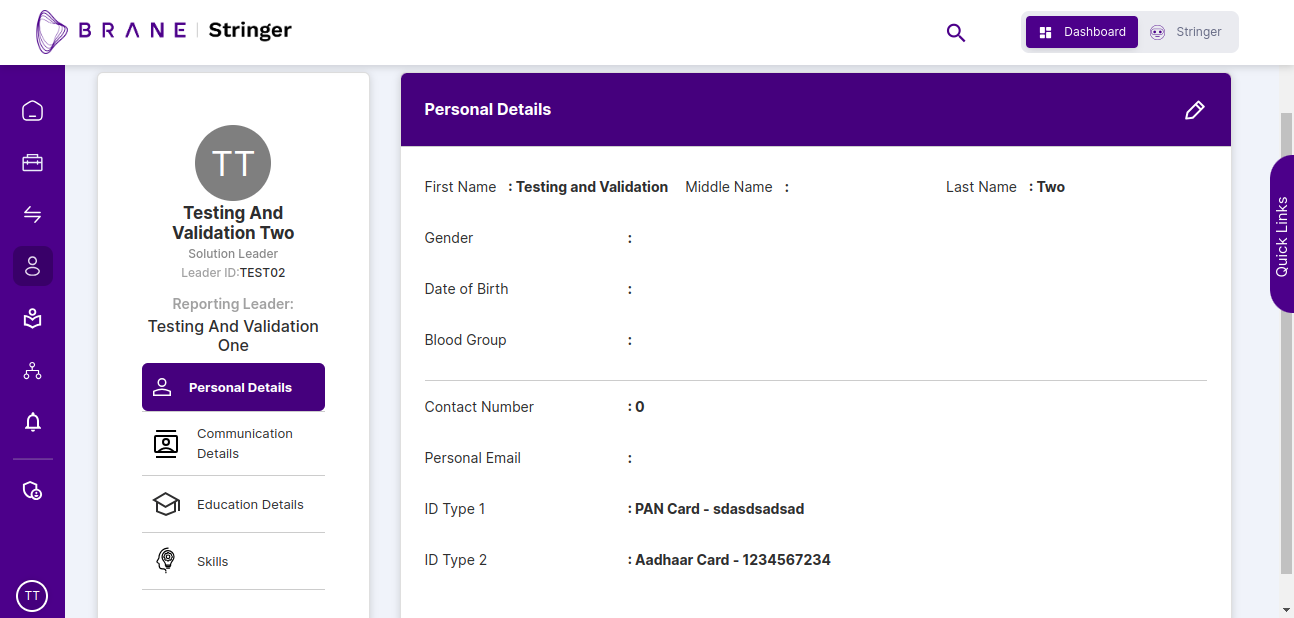 BRANE | Stringer
Dashboard
Stringer
TT
Testing And
Validation Two
Solution Leader
Leader ID:TEST02
Reporting Leader:
Testing And Validation
One
Personal Details
Communication
Details
Education Details
Skills
TT
Personal Details
First Name : Testing and Validation Middle Name : Last Name : Two
Gender :
Date of Birth :
Blood Group :
Contact Number : 0
Personal Email :
ID Type 1 : PAN Card - sdasdsadsad
ID Type 2 : Aadhaar Card - 1234567234
Quick Links